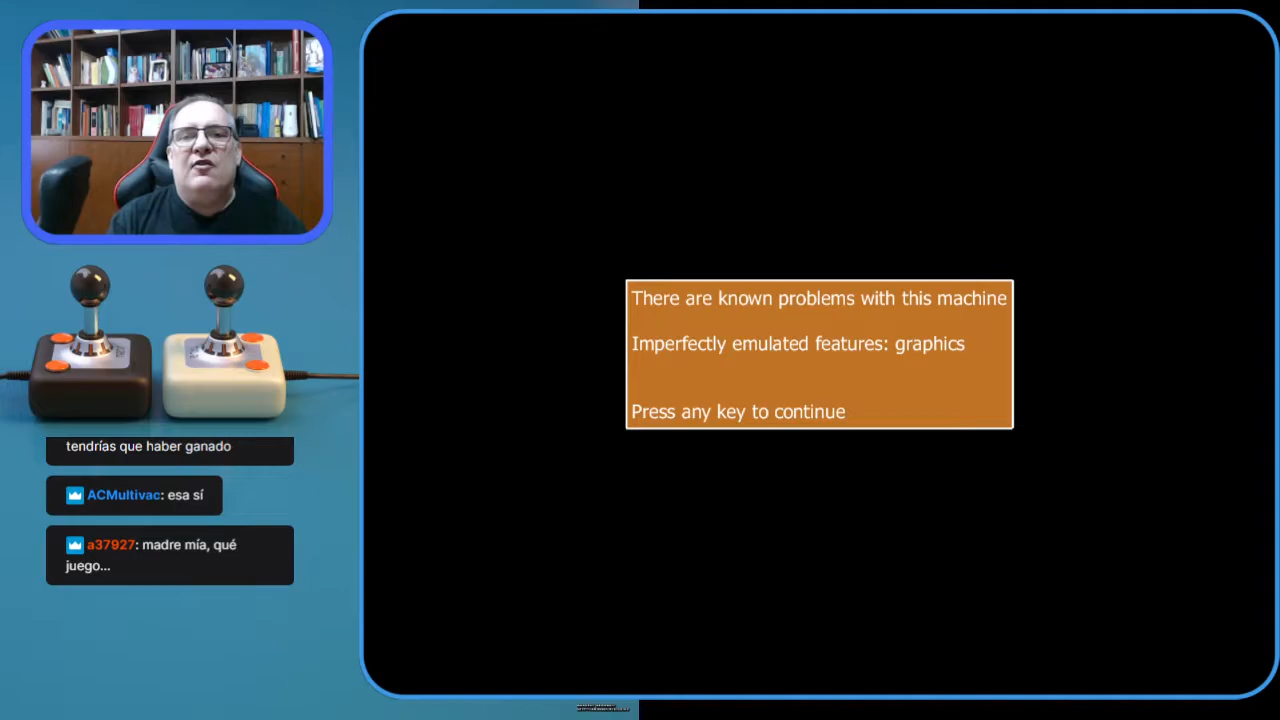 There are known problems with this machine
Imperfectly emulated features: graphics
Press any key to continue
tendrías que haber ganado
ACMultivac: esa sí
a37927: madre mía, qué
juego...